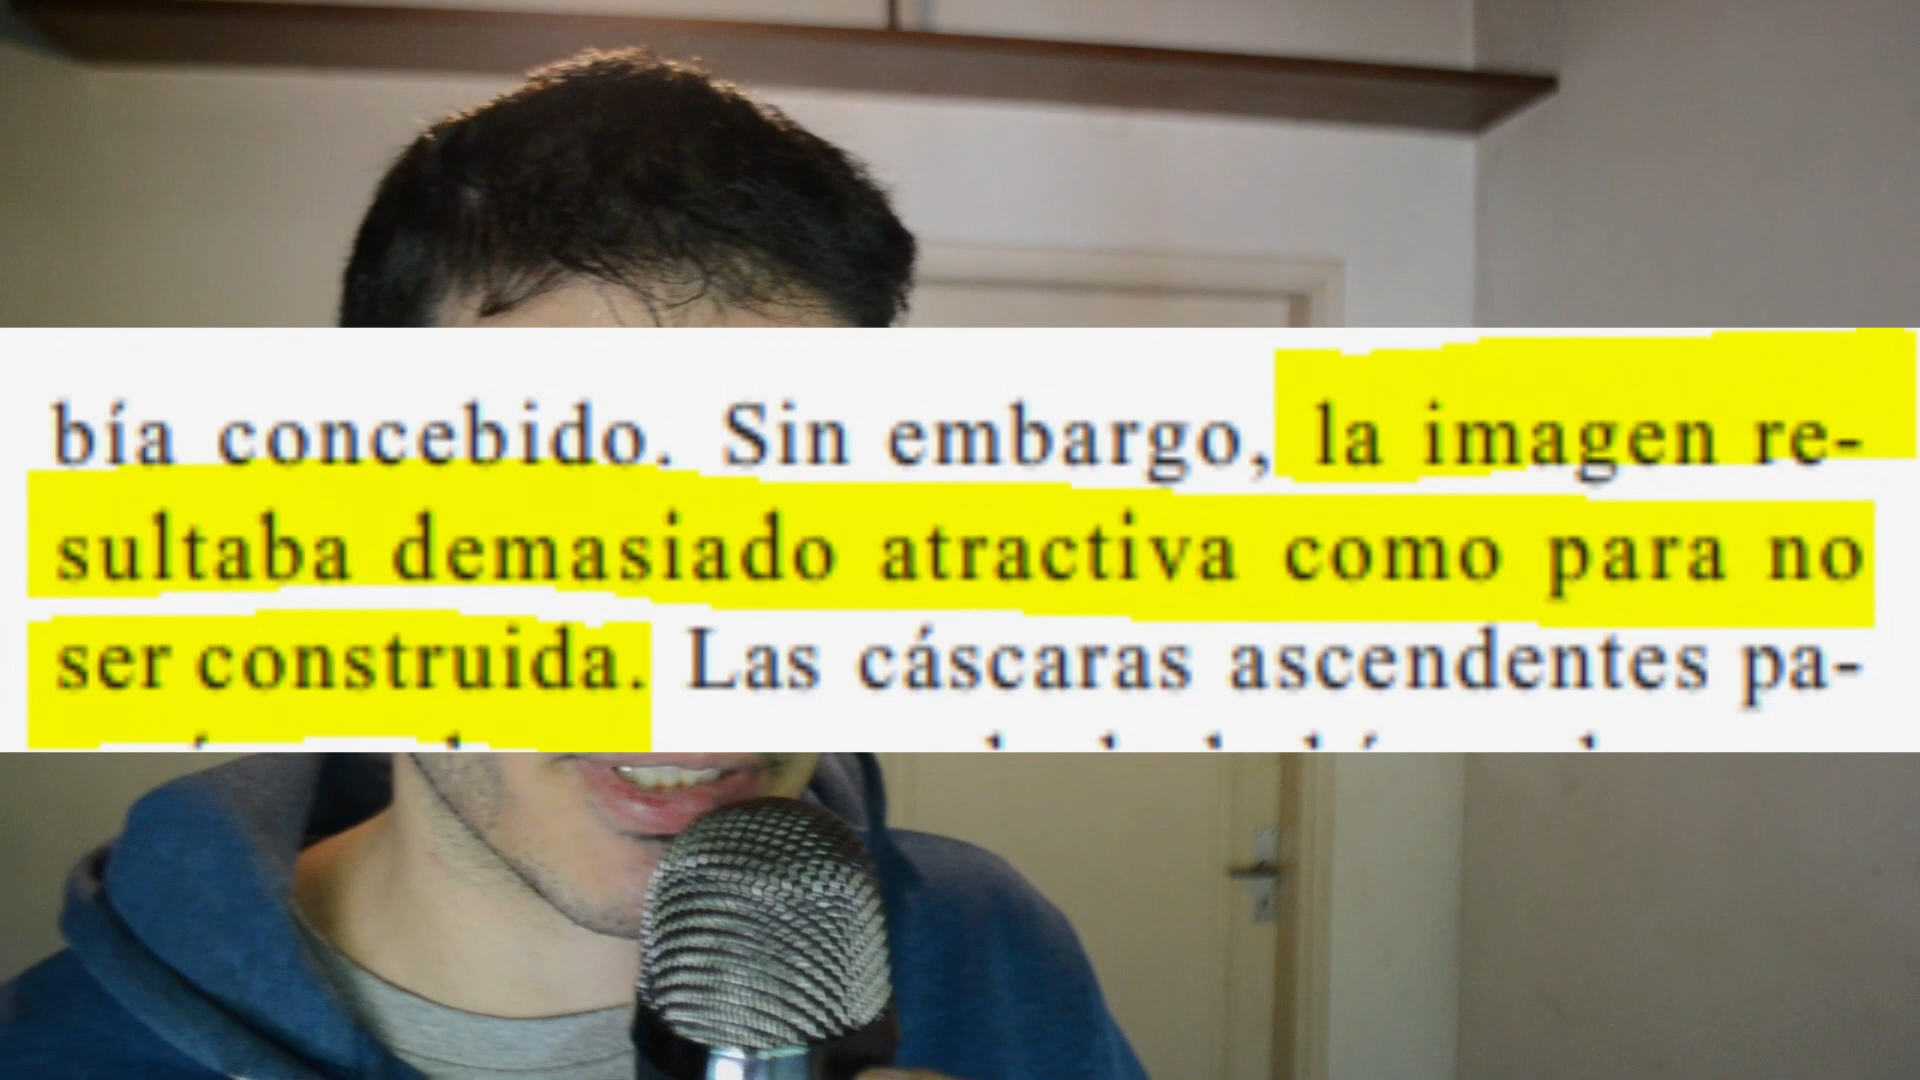 bía concebido. Sin embargo, la imagen re-
sultaba demasiado atractiva como para no
ser construida. Las cáscaras ascendentes pa-